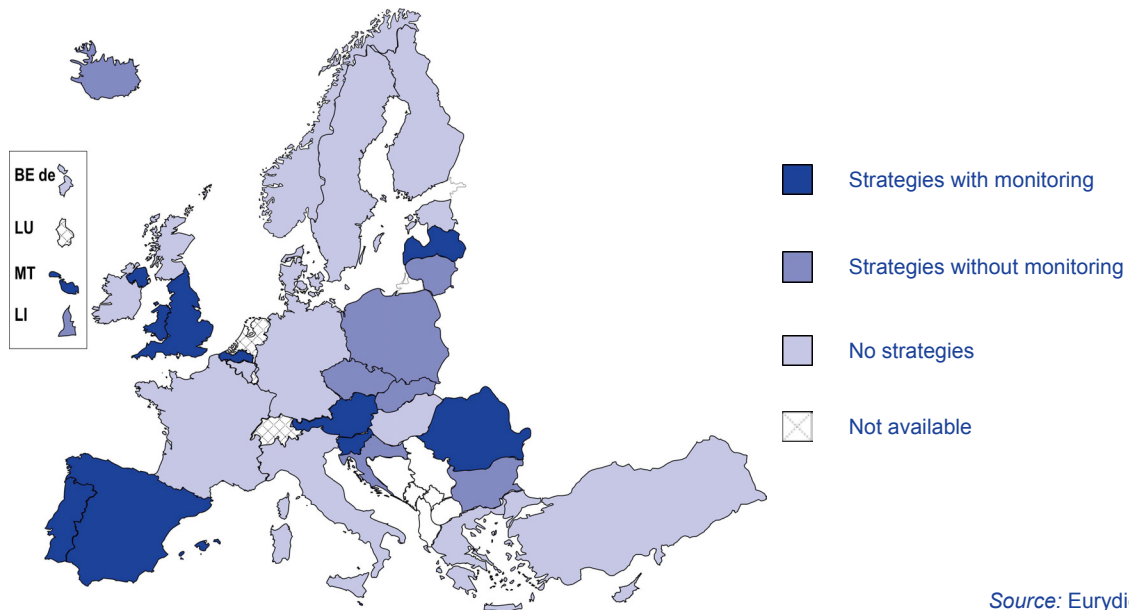 BE de
LU
MT
LI
Strategies with monitoring
Strategies without monitoring
No strategies
Not available
Source: Eurydi